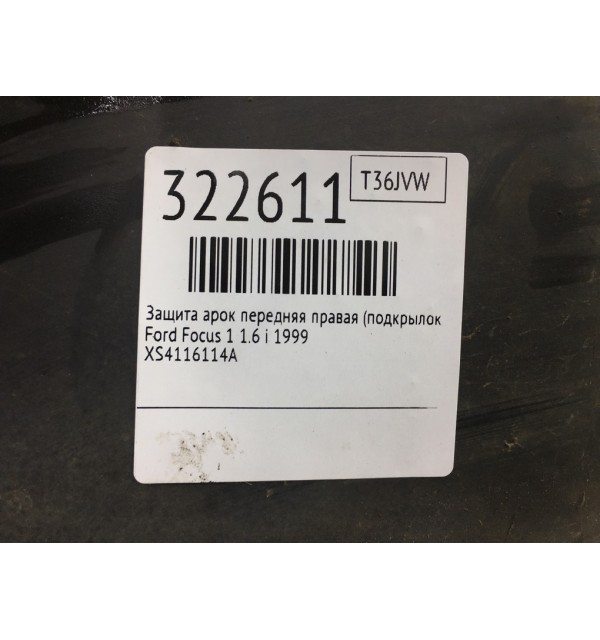 322611
T36JVW
Защита арок передняя правая (подкрылок
Ford Focus 1 1.6 i 1999
XS4116114A